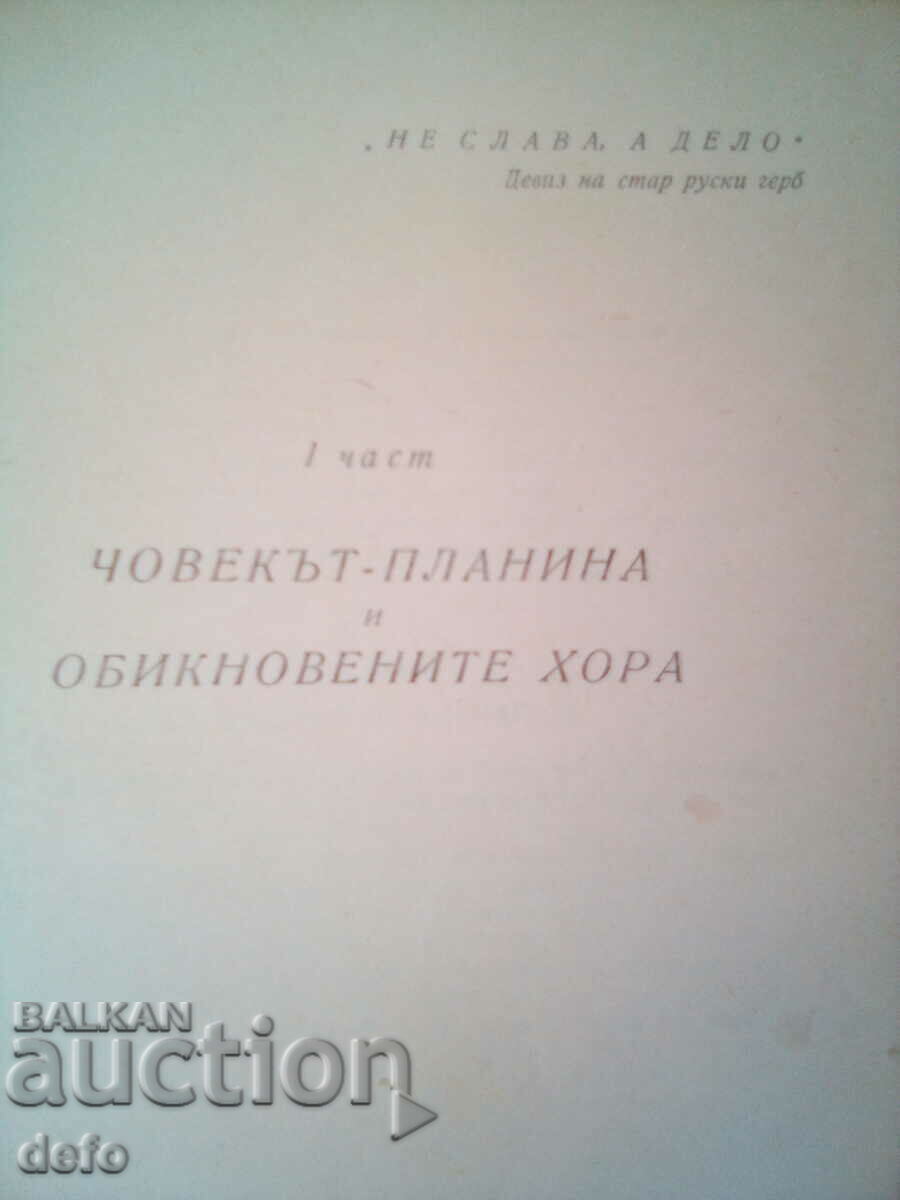 „НЕ СЛАВА, А ДЕЛО“
Девиз на стар руски герб
I част
ЧОВЕКЪТ-ПЛАНИНА
и
ОБИКНОВЕНИТЕ ХОРА
BALKAN
auction
defo